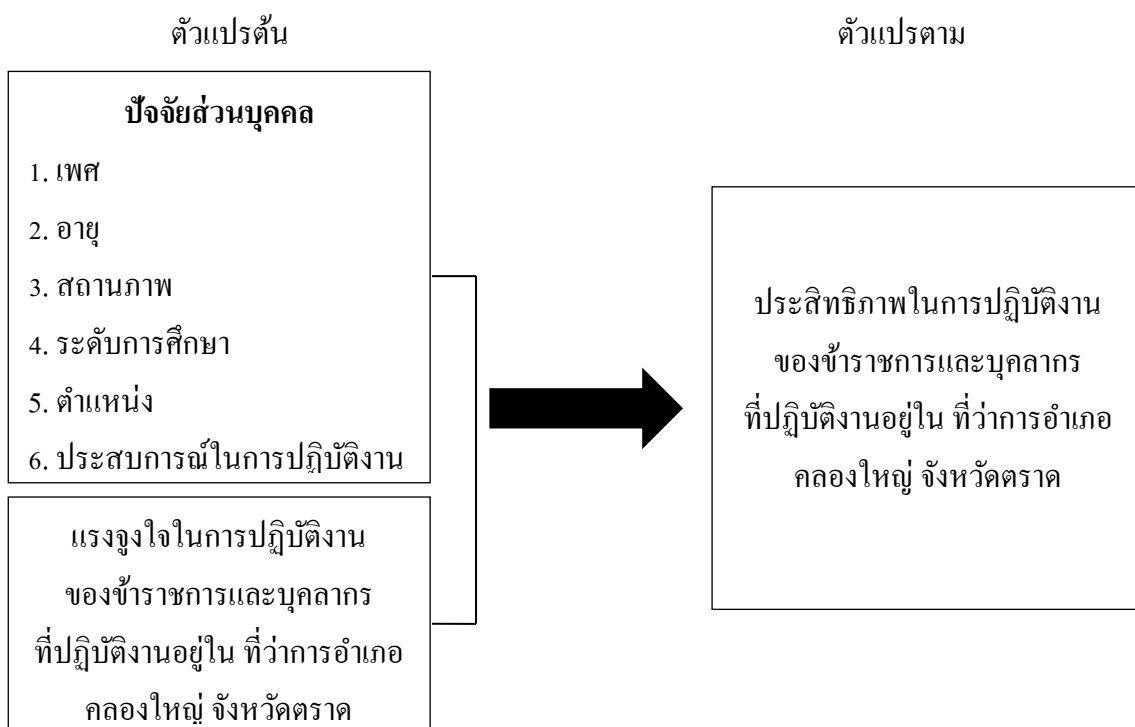 ตัวแปรต้น
ตัวแปรตาม
ปัจจัยส่วนบุคคล
1. เพศ
2. อายุ
3. สถานภาพ
4. ระดับการศึกษา
5. ตำแหน่ง
6. ประสบการณ์ในการปฏิบัติงาน
แรงจูงใจในการปฏิบัติงาน
ของข้าราชการและบุคลากร
ที่ปฏิบัติงานอยู่ใน ที่ว่าการอำเภอ
คลองใหญ่ จังหวัดตราด
ประสิทธิภาพในการปฏิบัติงาน
ของข้าราชการและบุคลากร
ที่ปฏิบัติงานอยู่ใน ที่ว่าการอำเภอ
คลองใหญ่ จังหวัดตราด